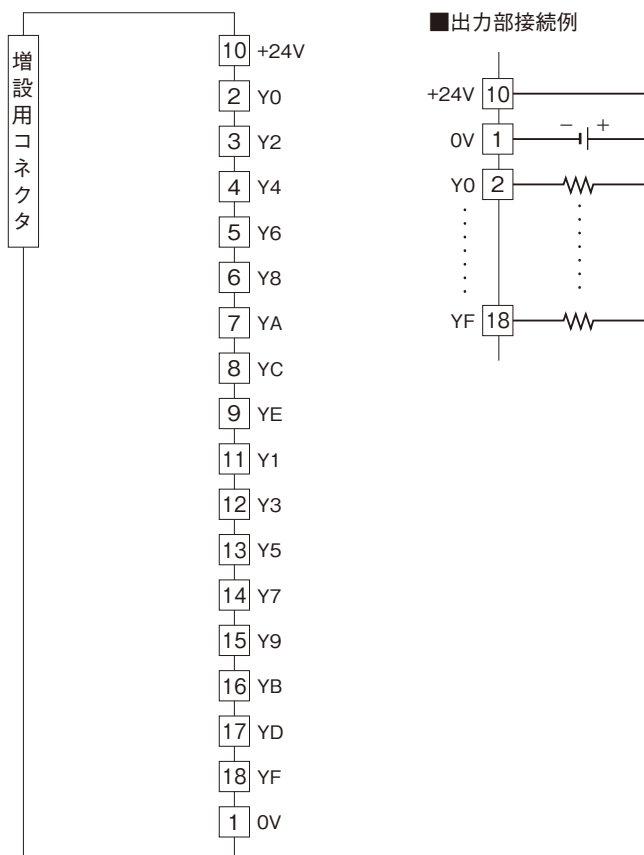 増設用コネクタ
10 +24V
2 Y0
3 Y2
4 Y4
5 Y6
6 Y8
7 YA
8 YC
9 YE
11 Y1
12 Y3
13 Y5
14 Y7
15 Y9
16 YB
17 YD
18 YF
1 0V
■出力部接続例
+24V 10
0V 1 − +
Y0 2
YF 18